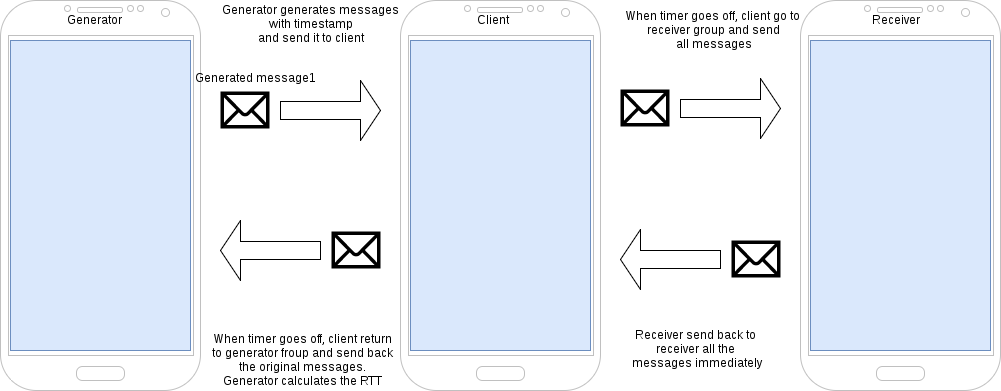 Generator
Generator generates messages
with timestamp
and send it to client
Client
When timer goes off, client go to
receiver group and send
all messages
Receiver
Generated message1
When timer goes off, client return
to generator froup and send back
the original messages.
Generator calculates the RTT
Receiver send back to
receiver all the
messages immediately